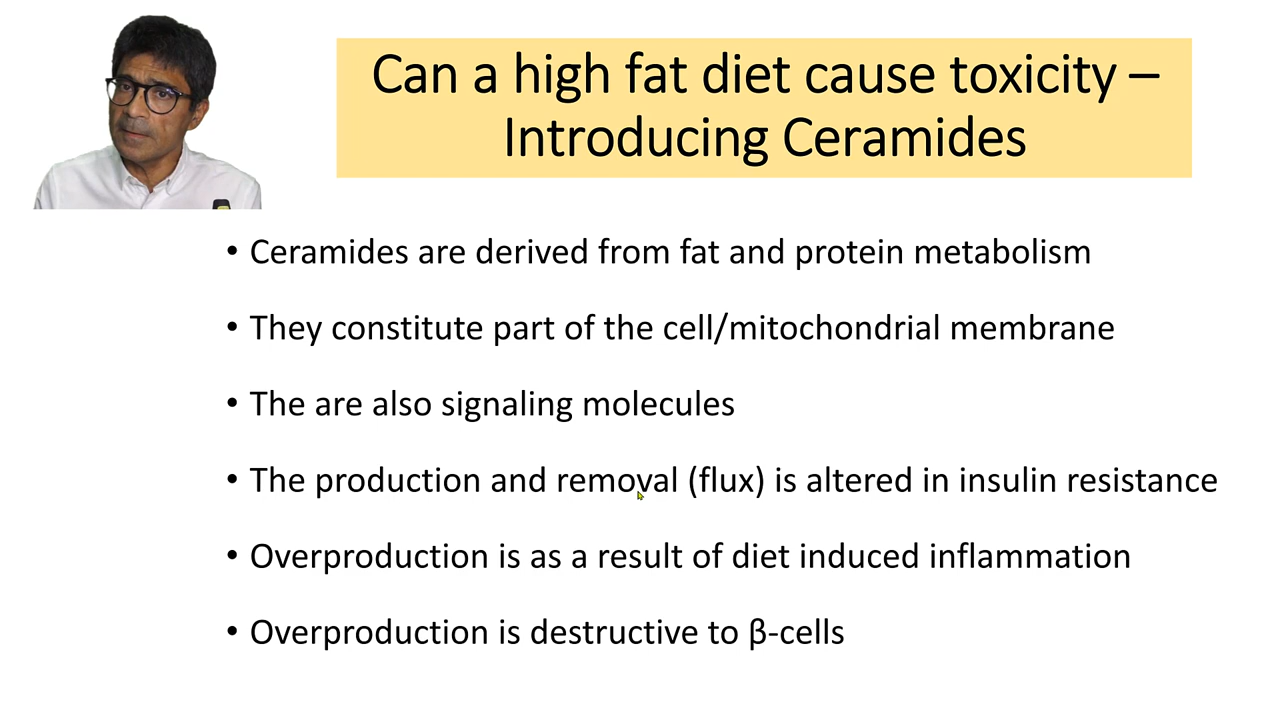 Can a high fat diet cause toxicity –
Introducing Ceramides
• Ceramides are derived from fat and protein metabolism
• They constitute part of the cell/mitochondrial membrane
• The are also signaling molecules
• The production and removal (flux) is altered in insulin resistance
• Overproduction is as a result of diet induced inflammation
• Overproduction is destructive to β-cells